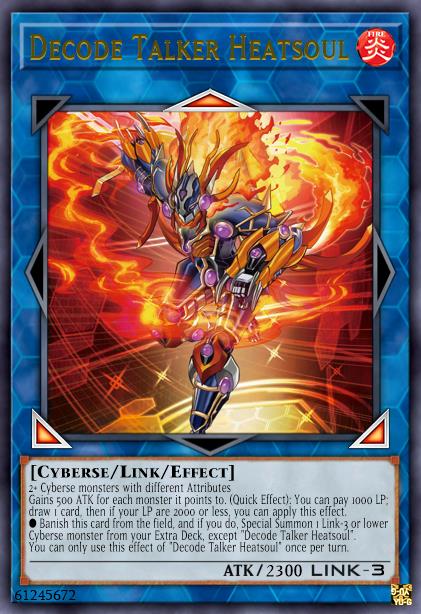 DECODE TALKER HEATSOUL
FIRE
炎
[CYBERSE/LINK/EFFECT]
2+ Cyberse monsters with different Attributes
Gains 500 ATK for each monster it points to. (Quick Effect): You can pay 1000 LP;
draw 1 card, then if your LP are 2000 or less, you can apply this effect.
● Banish this card from the field, and if you do, Special Summon 1 Link-3 or lower
Cyberse monster from your Extra Deck, except "Decode Talker Heatsoul".
You can only use this effect of "Decode Talker Heatsoul" once per turn.
ATK/2300 LINK-3
61245672